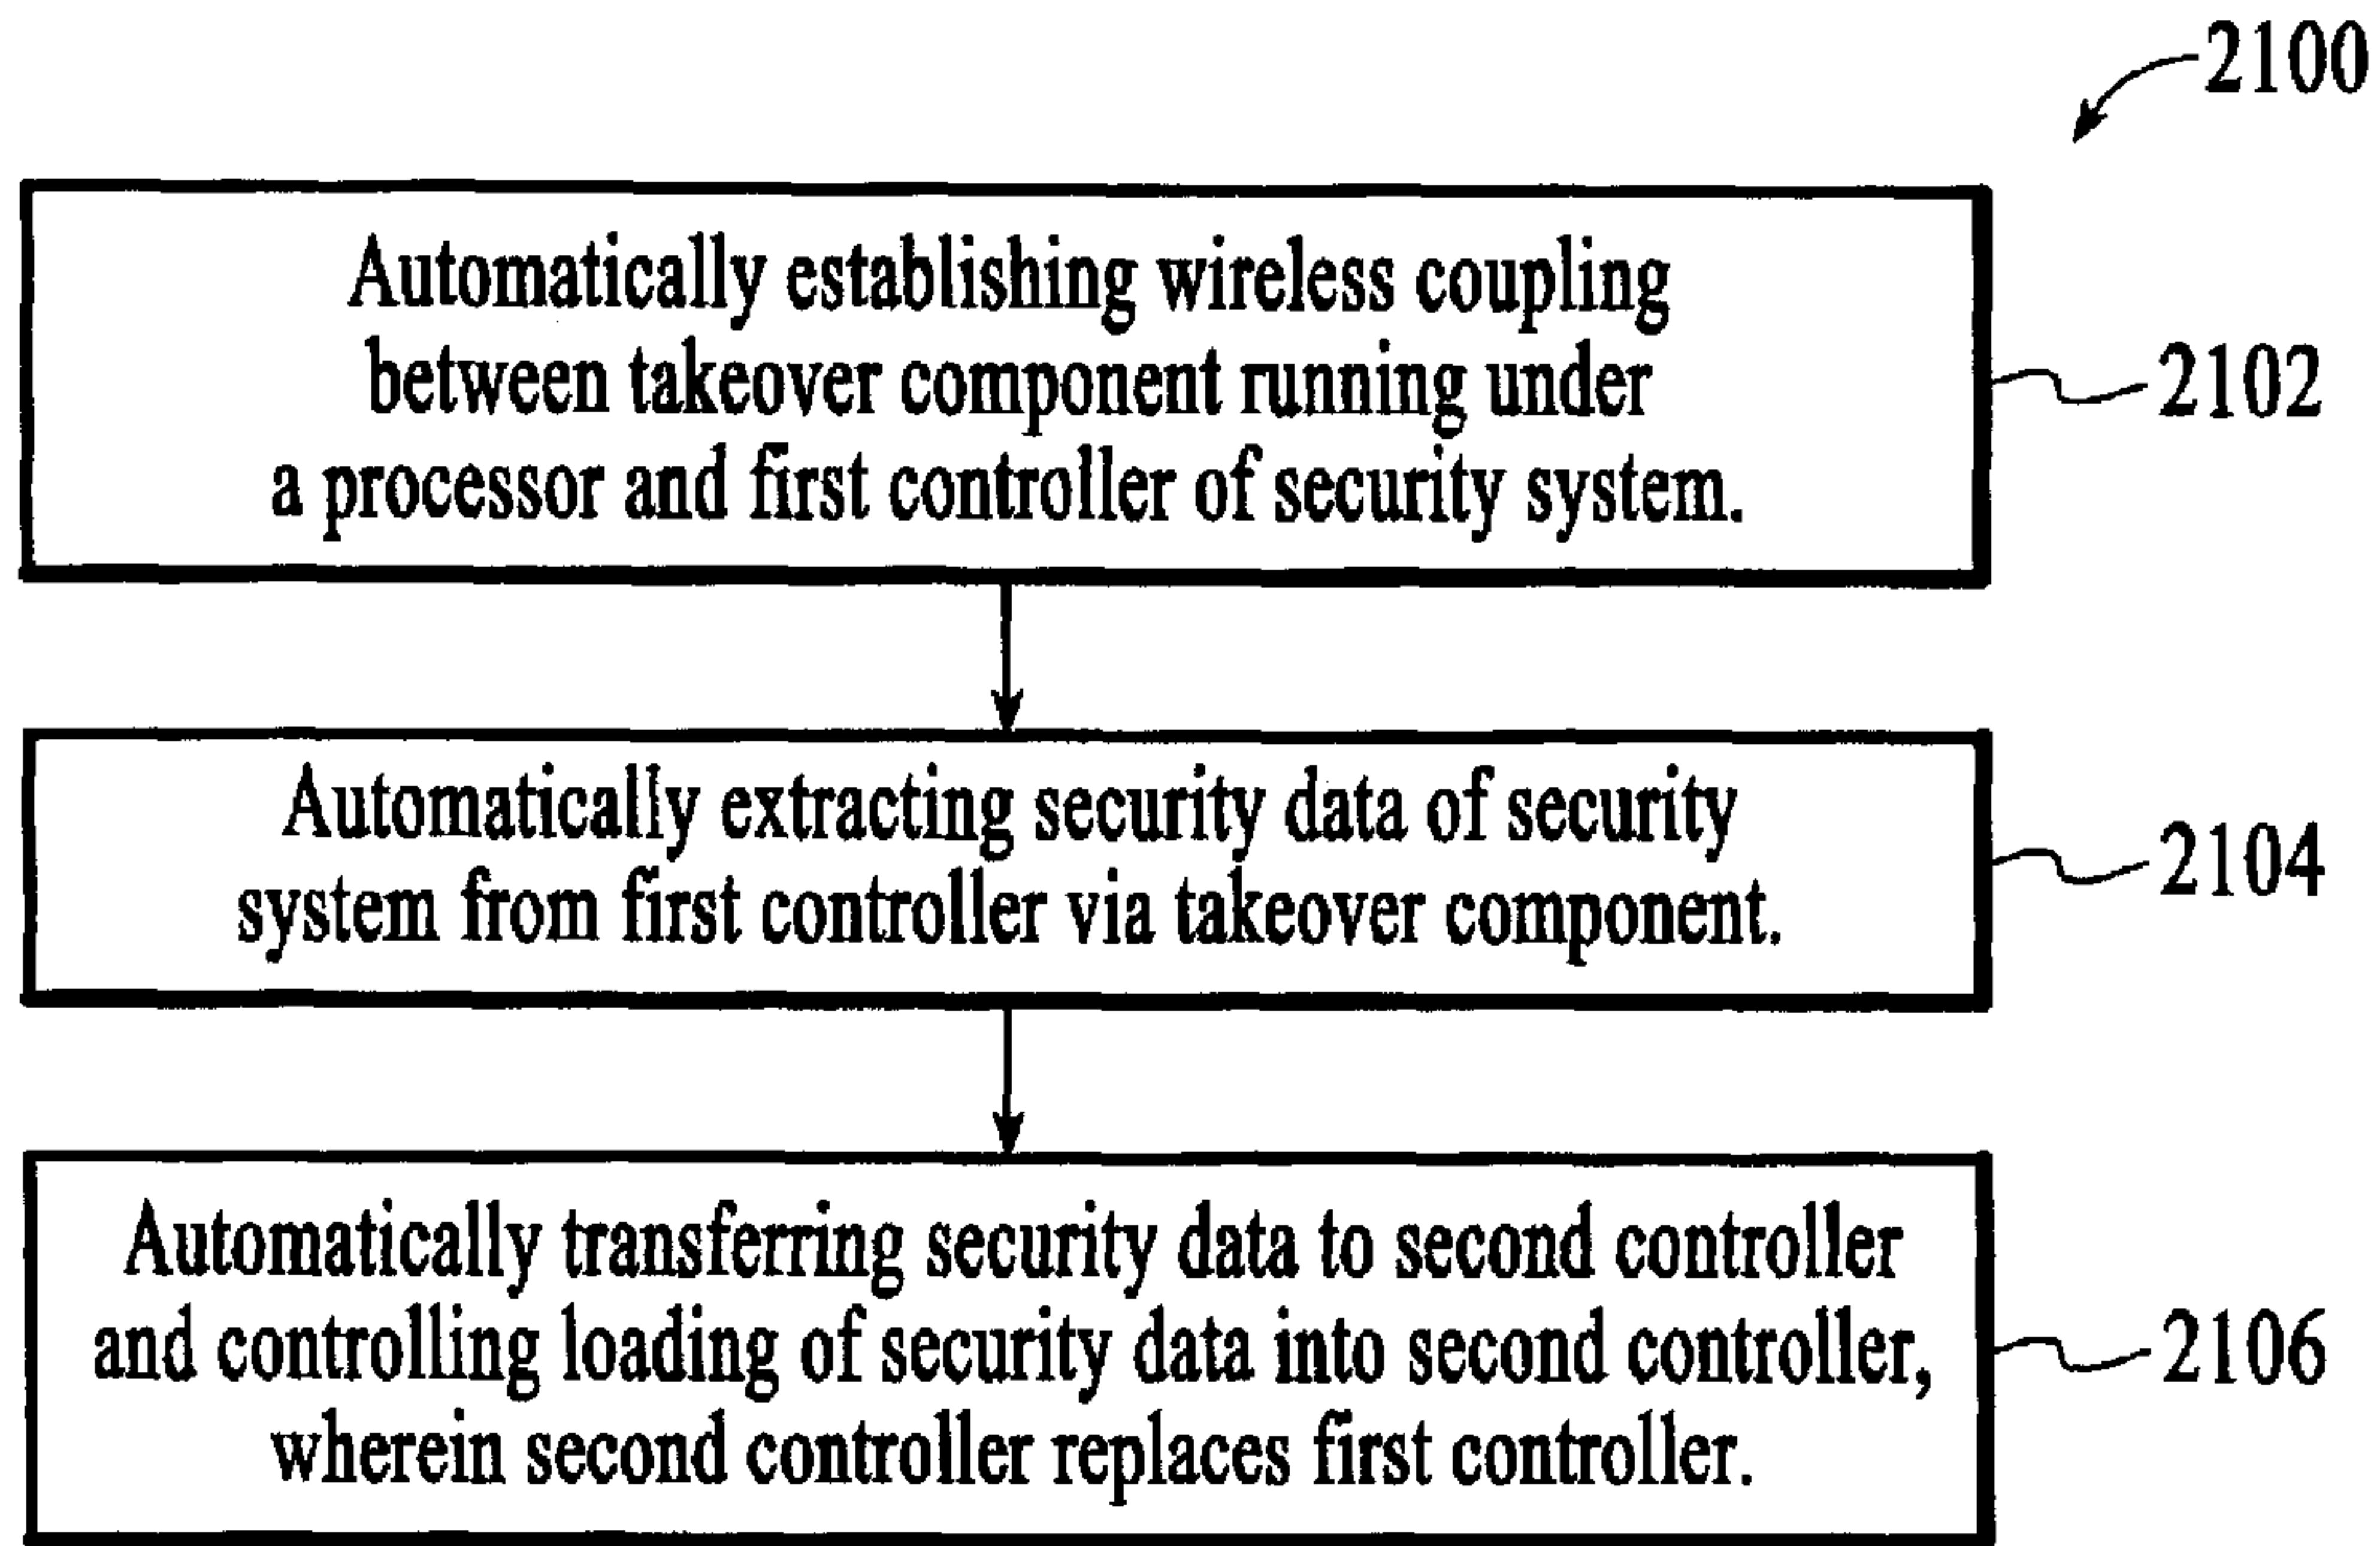 2100
Automatically establishing wireless coupling
between takeover component running under
a processor and first controller of security system.
2102
Automatically extracting security data of security
system from first controller via takeover component.
2104
Automatically transferring security data to second controller
and controlling loading of security data into second controller,
wherein second controller replaces first controller.
2106